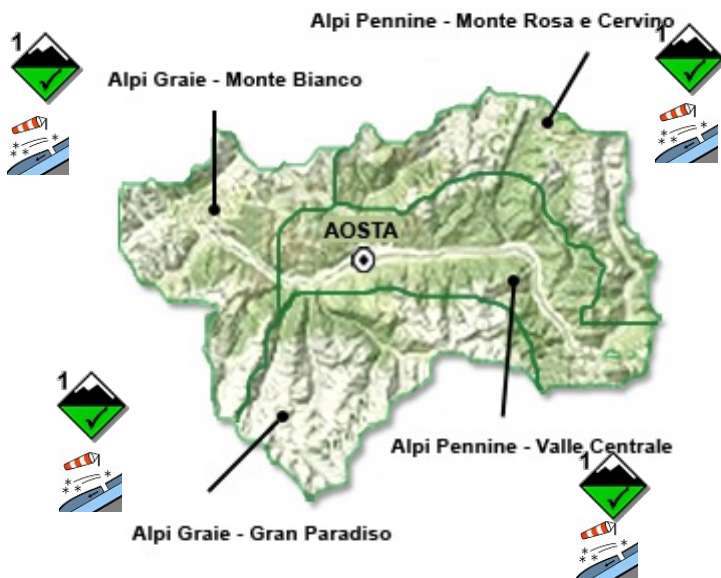 Alpi Pennine - Monte Rosa e Cervino
1
1
Alpi Graie - Monte Bianco
AOSTA
1
Alpi Pennine - Valle Centrale
1
Alpi Graie - Gran Paradiso